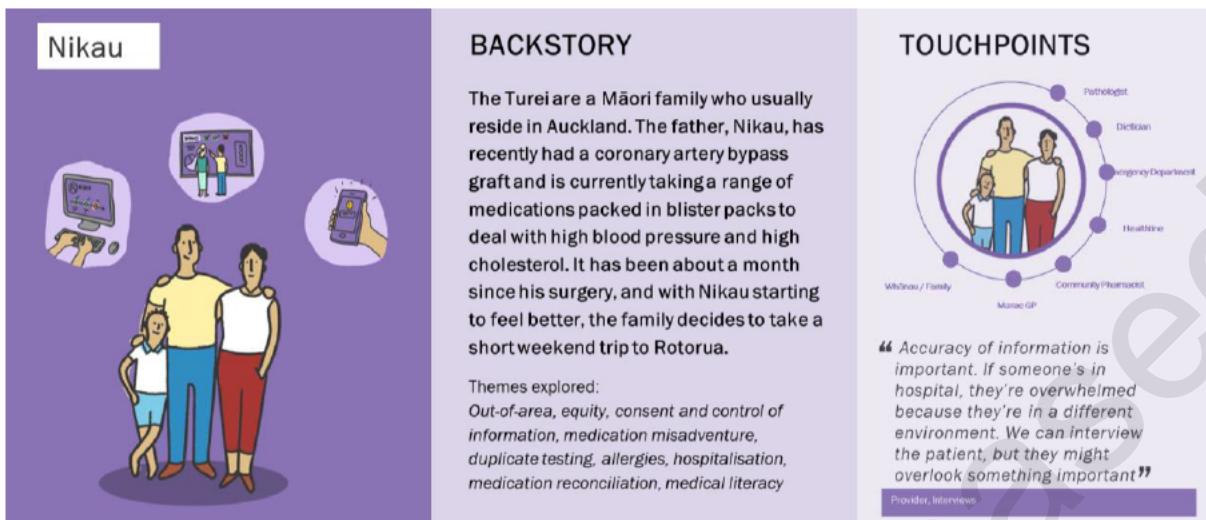 Nikau
BACKSTORY
The Turei are a Māori family who usually
reside in Auckland. The father, Nikau, has
recently had a coronary artery bypass
graft and is currently taking a range of
medications packed in blister packs to
deal with high blood pressure and high
cholesterol. It has been about a month
since his surgery, and with Nikau starting
to feel better, the family decides to take a
short weekend trip to Rotorua.
Themes explored:
Out-of-area, equity, consent and control of
information, medication misadventure,
duplicate testing, allergies, hospitalisation,
medication reconciliation, medical literacy
TOUCHPOINTS
Pathologist
Dietician
Emergency Department
Healthline
Community Pharmacist
Marae GP
Whānau / Family
“ Accuracy of information is
important. If someone's in
hospital, they're overwhelmed
because they're in a different
environment. We can interview
the patient, but they might
overlook something important ”
Provider, Interviews